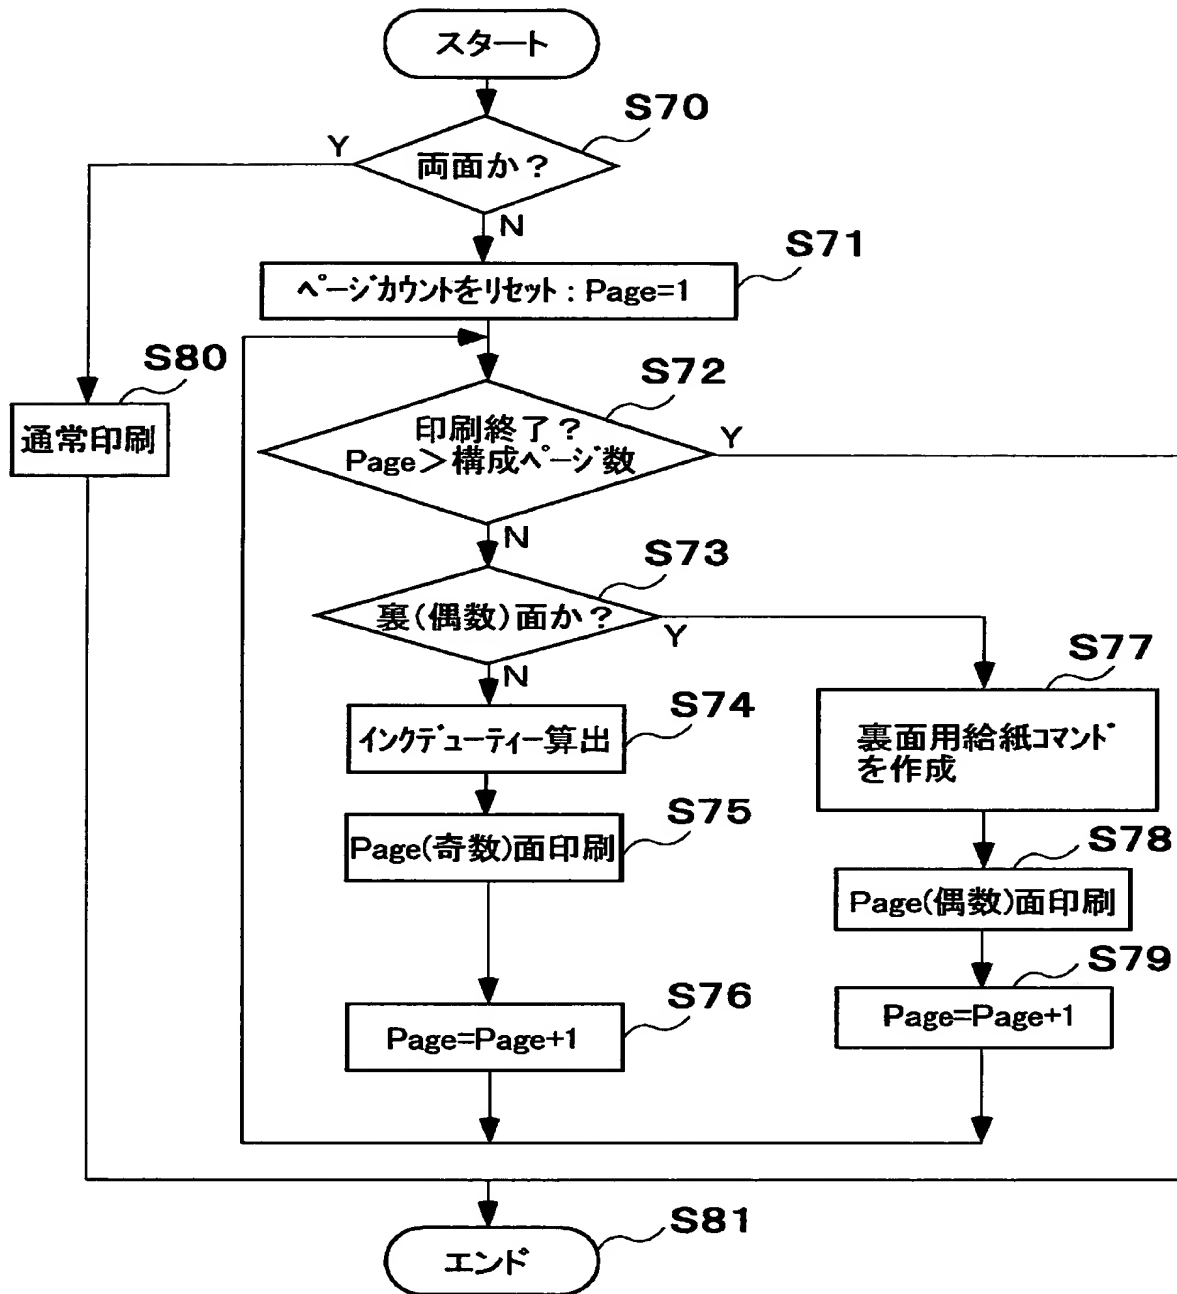 スタート
S70
両面か？
Y
N
S71
ページカウントをリセット：Page=1
S80
通常印刷
S72
印刷終了？
Page＞構成ページ数
Y
N
S73
裏（偶数）面か？
Y
N
S74
インクデューティー算出
S77
裏面用給紙コマンド
を作成
S75
Page(奇数)面印刷
S78
Page(偶数)面印刷
S76
Page=Page+1
S79
Page=Page+1
S81
エンド